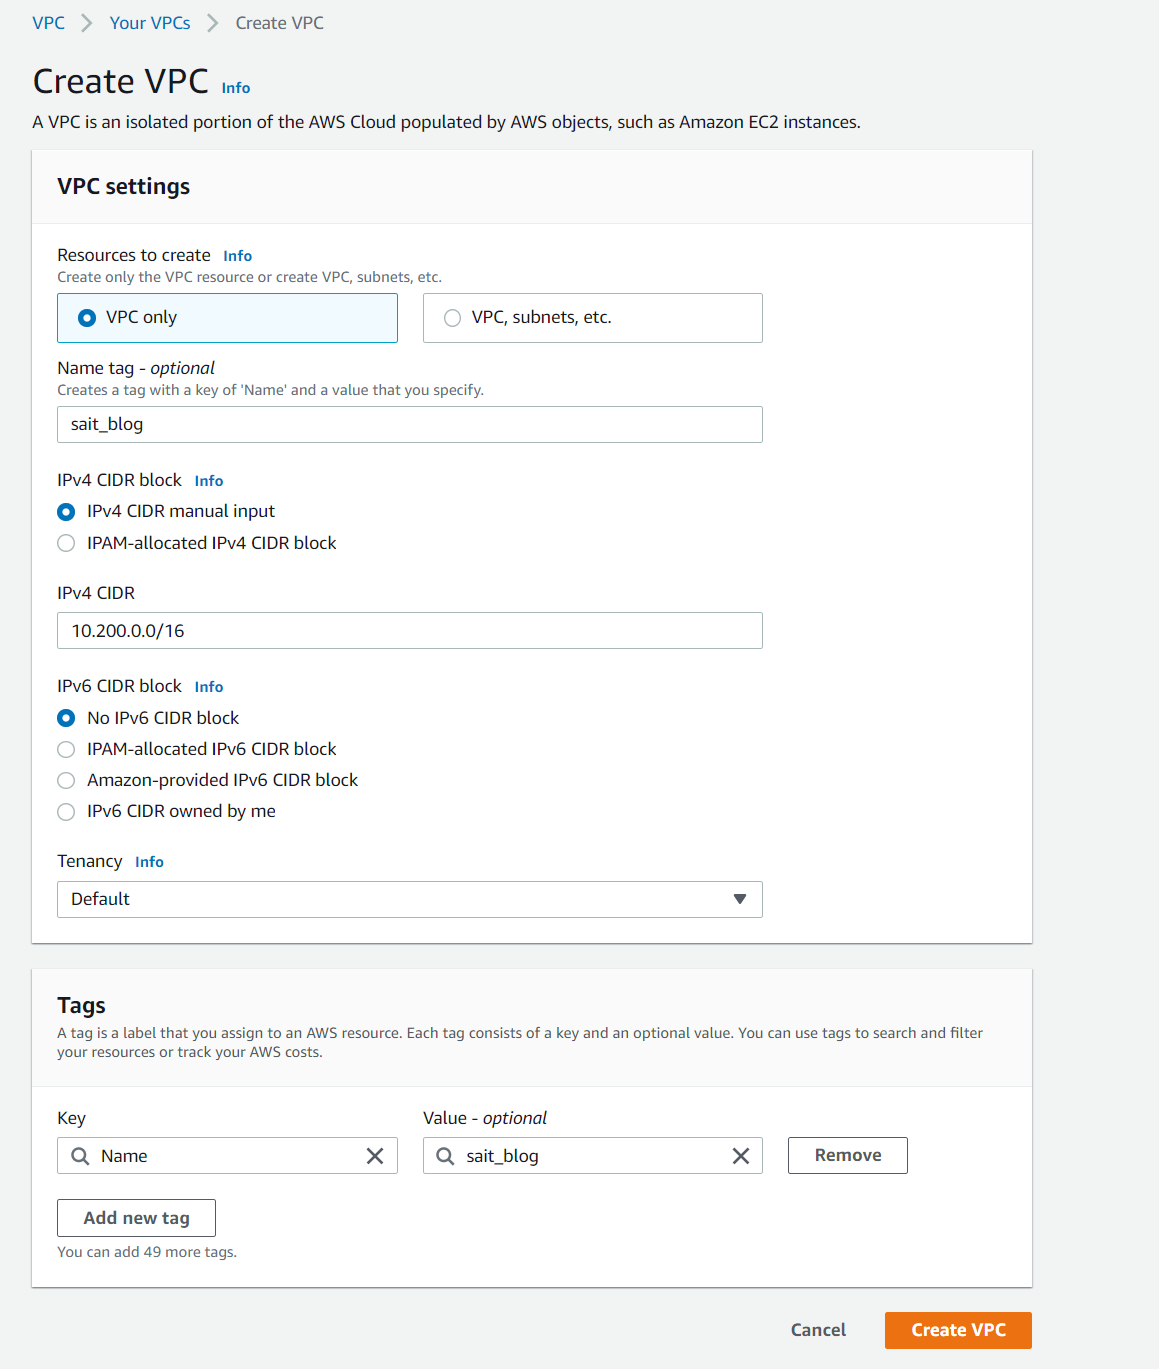 VPC > Your VPCs > Create VPC
Create VPC Info
A VPC is an isolated portion of the AWS Cloud populated by AWS objects, such as Amazon EC2 instances.
VPC settings
Resources to create Info
Create only the VPC resource or create VPC, subnets, etc.
VPC only
VPC, subnets, etc.
Name tag - optional
Creates a tag with a key of 'Name' and a value that you specify.
sait_blog
IPv4 CIDR block Info
IPv4 CIDR manual input
IPAM-allocated IPv4 CIDR block
IPv4 CIDR
10.200.0.0/16
IPv6 CIDR block Info
No IPv6 CIDR block
IPAM-allocated IPv6 CIDR block
Amazon-provided IPv6 CIDR block
IPv6 CIDR owned by me
Tenancy Info
Default
Tags
A tag is a label that you assign to an AWS resource. Each tag consists of a key and an optional value. You can use tags to search and filter
your resources or track your AWS costs.
Key
Value - optional
Name
sait_blog
Remove
Add new tag
You can add 49 more tags.
Cancel
Create VPC